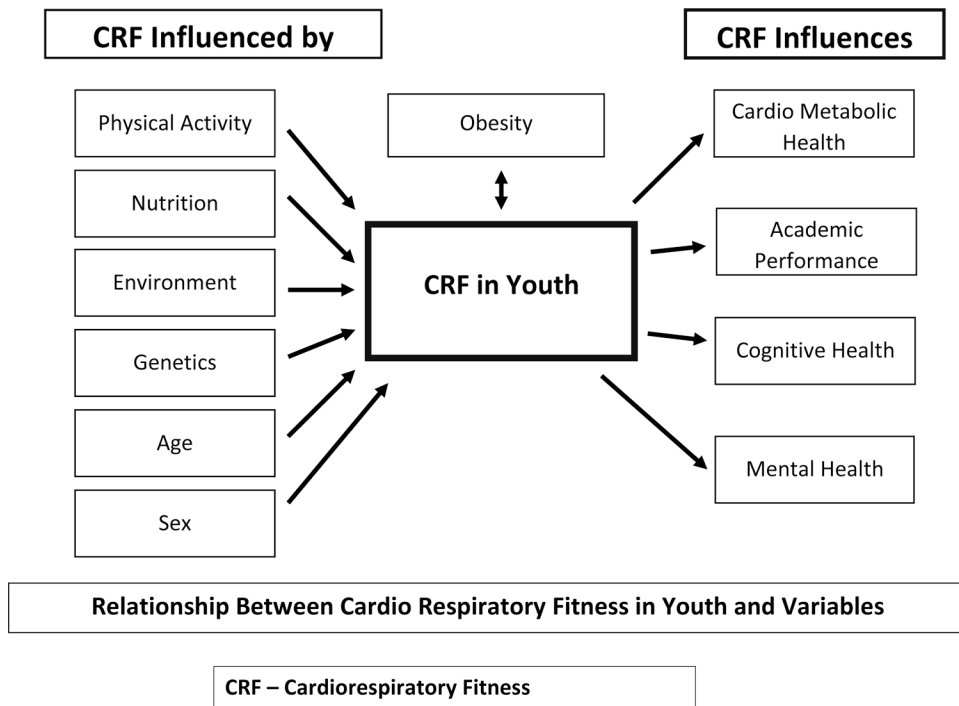 CRF Influenced by
CRF Influences
Physical Activity
Nutrition
Environment
Genetics
Age
Sex
Obesity
CRF in Youth
Cardio Metabolic
Health
Academic
Performance
Cognitive Health
Mental Health
Relationship Between Cardio Respiratory Fitness in Youth and Variables
CRF – Cardiorespiratory Fitness